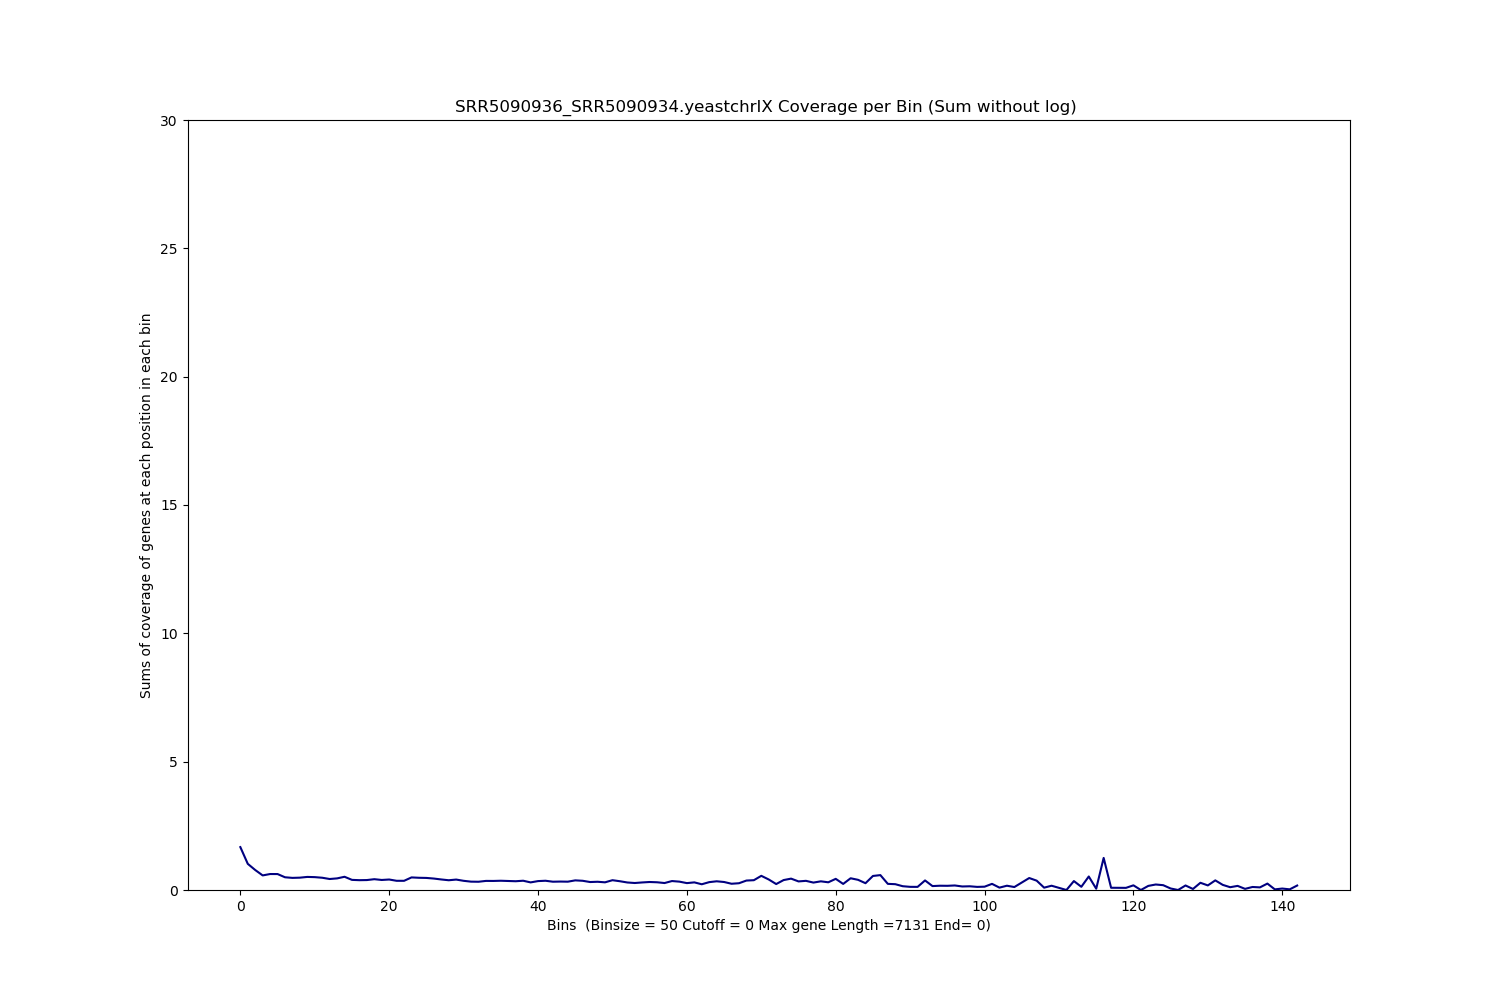 SRR5090936_SRR5090934.yeastchrIX Coverage per Bin (Sum without log)
Sums of coverage of genes at each position in each bin
30
25
20
15
10
5
0
0 20 40 60 80 100 120 140
Bins  (Binsize = 50 Cutoff = 0 Max gene Length =7131 End= 0)